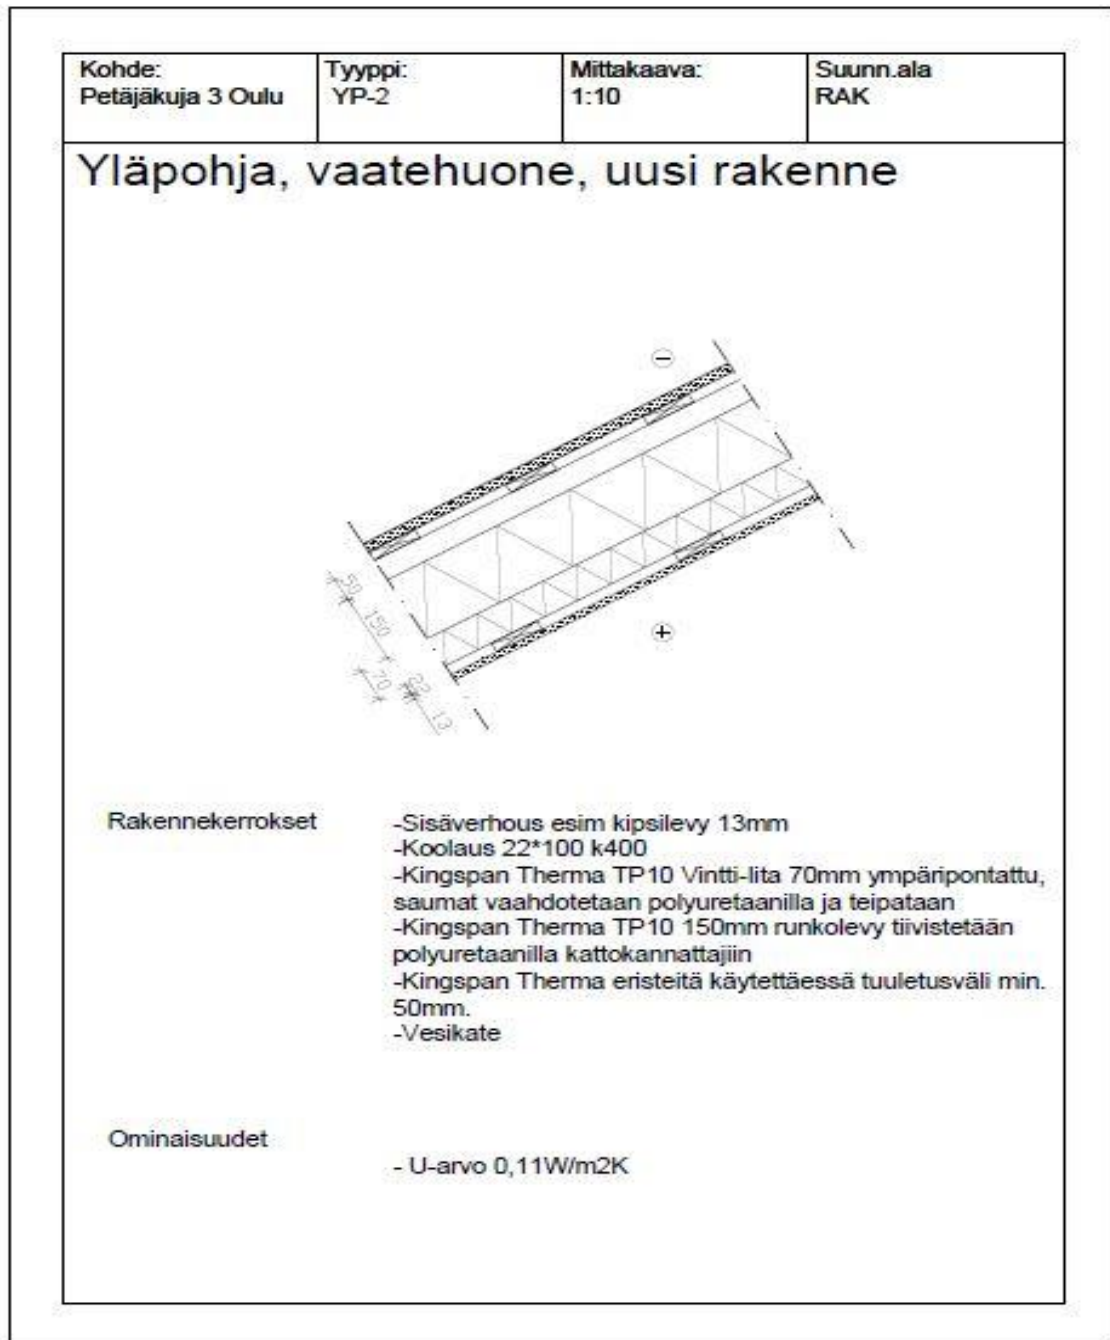 Kohde:
Petäjäkuja 3 Oulu
Tyyppi:
YP-2
Mittakaava:
1:10
Suunn.ala
RAK
Yläpohja, vaatehuone, uusi rakenne
50
150
70
22
13
Rakennekerrokset
-Sisäverhous esim kipsilevy 13mm
-Koolaus 22*100 k400
-Kingspan Therma TP10 Vintti-Iita 70mm ympäripontattu,
saumat vaahdotetaan polyuretaanilla ja teipataan
-Kingspan Therma TP10 150mm runkolevy tiivistetään
polyuretaanilla kattokannattajiin
-Kingspan Therma eristeitä käytettäessä tuuletusväli min.
50mm.
-Vesikate
Ominaisuudet
- U-arvo 0,11W/m2K